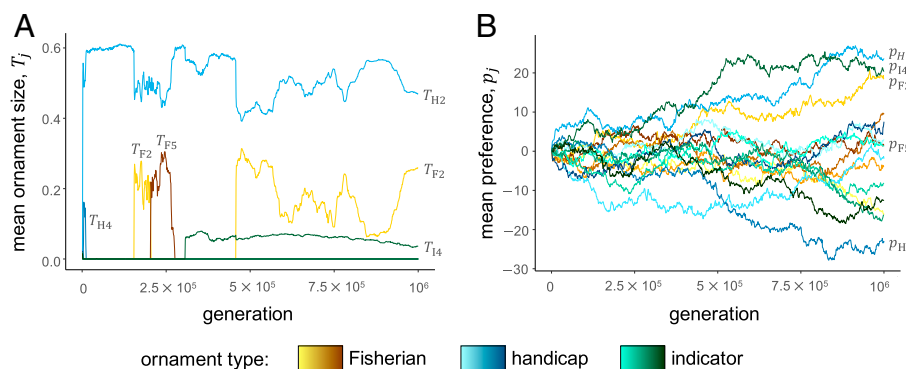 A
mean ornament size, Tj
0.6
0.4
0.2
0.0
TH2
TF2
TF5
TH4
TF2
TI4
0
2.5 × 10⁵
5 × 10⁵
7.5 × 10⁵
10⁶
generation
B
mean preference, pj
20
10
0
−10
−20
−30
pH
pI4
pF2
pF5
pH
0
2.5 × 10⁵
5 × 10⁵
7.5 × 10⁵
10⁶
generation
ornament type: Fisherian handicap indicator